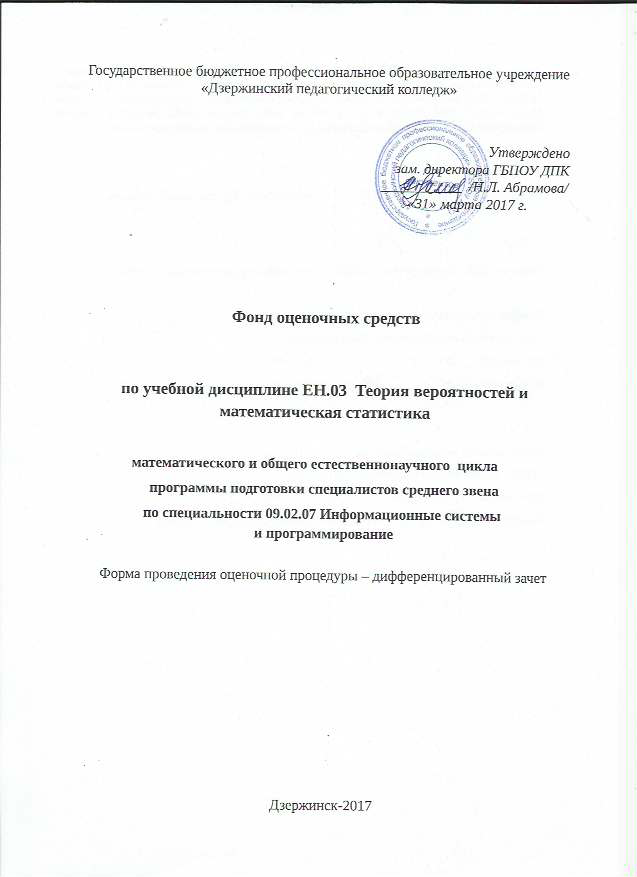 Государственное бюджетное профессиональное образовательное учреждение
«Дзержинский педагогический колледж»
Утверждено
зам. директора ГБПОУ ДПК
/Н.Л. Абрамова/
«31» марта 2017 г.
Фонд оценочных средств
по учебной дисциплине ЕН.03 Теория вероятностей и
математическая статистика
математического и общего естественнонаучного цикла
программы подготовки специалистов среднего звена
по специальности 09.02.07 Информационные системы
и программирование
Форма проведения оценочной процедуры – дифференцированный зачет
Дзержинск-2017